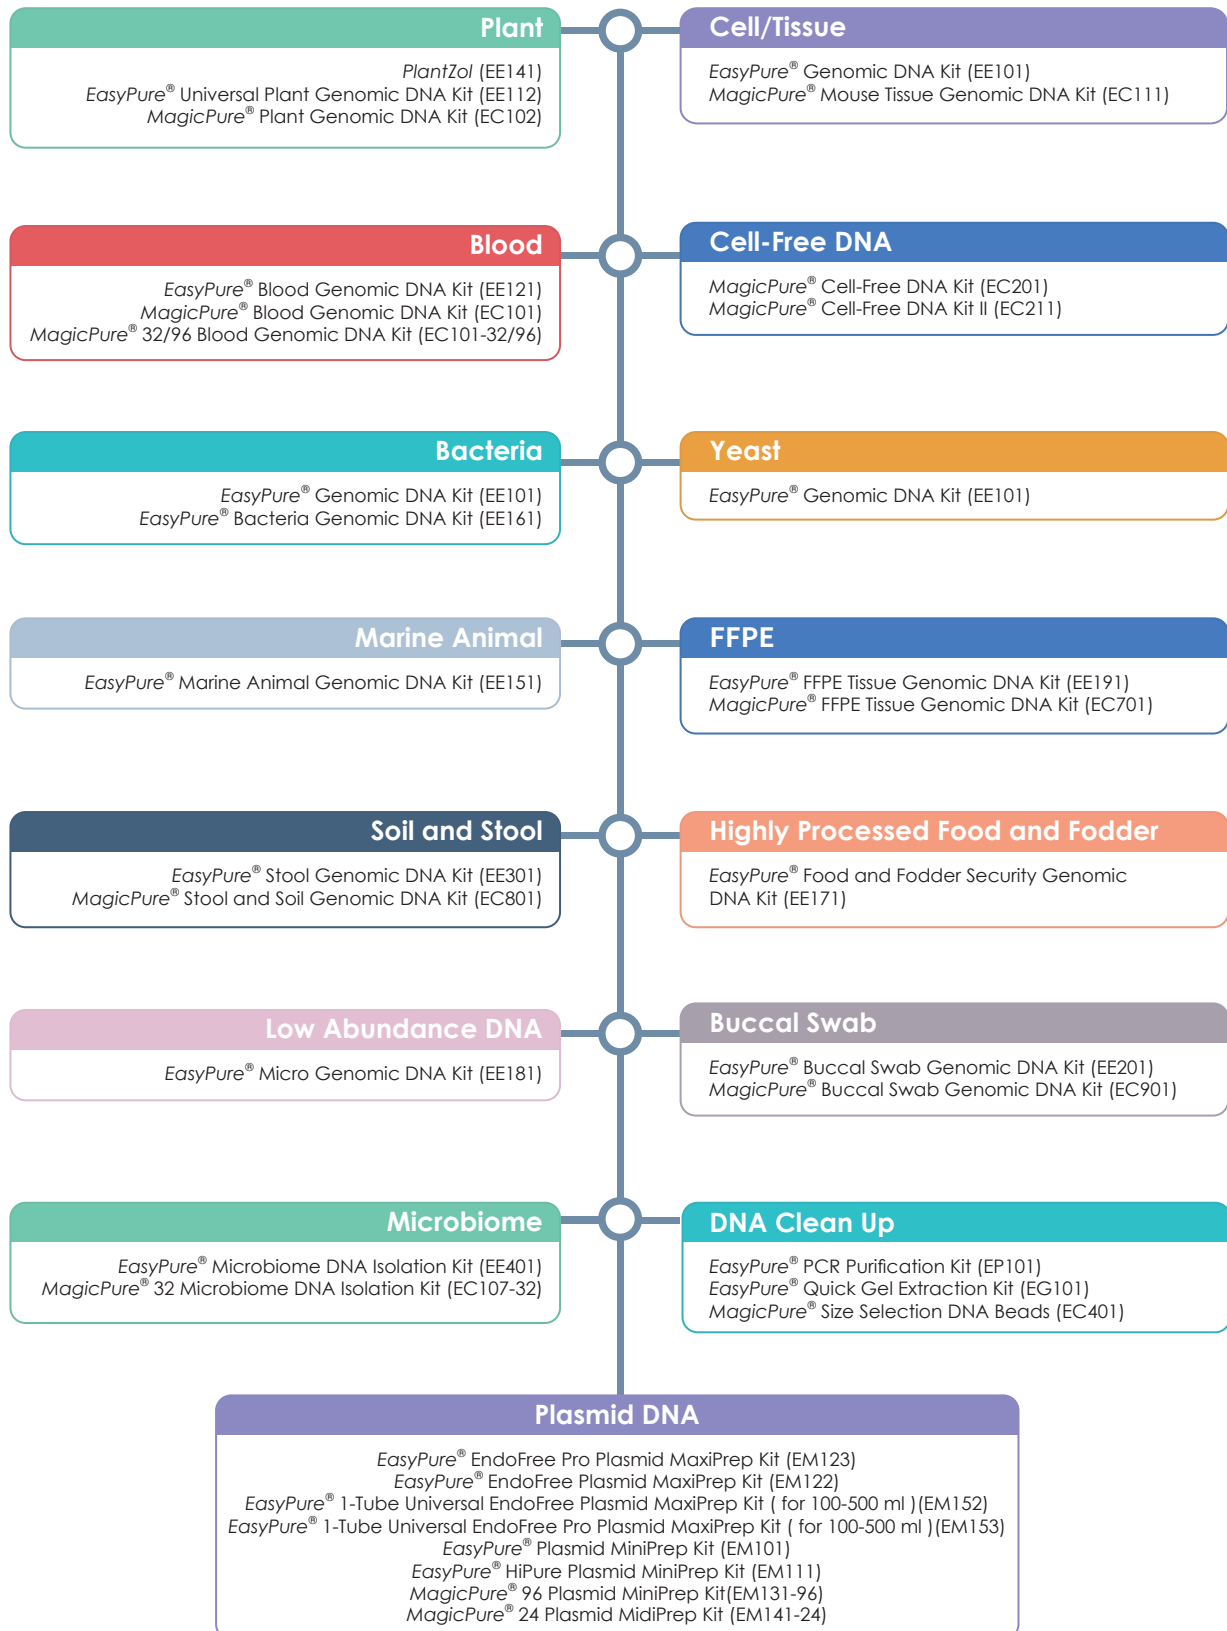 Plant
PlantZol (EE141)
EasyPure® Universal Plant Genomic DNA Kit (EE112)
MagicPure® Plant Genomic DNA Kit (EC102)
Cell/Tissue
EasyPure® Genomic DNA Kit (EE101)
MagicPure® Mouse Tissue Genomic DNA Kit (EC111)
Blood
EasyPure® Blood Genomic DNA Kit (EE121)
MagicPure® Blood Genomic DNA Kit (EC101)
MagicPure® 32/96 Blood Genomic DNA Kit (EC101-32/96)
Cell-Free DNA
MagicPure® Cell-Free DNA Kit (EC201)
MagicPure® Cell-Free DNA Kit II (EC211)
Bacteria
EasyPure® Genomic DNA Kit (EE101)
EasyPure® Bacteria Genomic DNA Kit (EE161)
Yeast
EasyPure® Genomic DNA Kit (EE101)
Marine Animal
EasyPure® Marine Animal Genomic DNA Kit (EE151)
FFPE
EasyPure® FFPE Tissue Genomic DNA Kit (EE191)
MagicPure® FFPE Tissue Genomic DNA Kit (EC701)
Soil and Stool
EasyPure® Stool Genomic DNA Kit (EE301)
MagicPure® Stool and Soil Genomic DNA Kit (EC801)
Highly Processed Food and Fodder
EasyPure® Food and Fodder Security Genomic
DNA Kit (EE171)
Low Abundance DNA
EasyPure® Micro Genomic DNA Kit (EE181)
Buccal Swab
EasyPure® Buccal Swab Genomic DNA Kit (EE201)
MagicPure® Buccal Swab Genomic DNA Kit (EC901)
Microbiome
EasyPure® Microbiome DNA Isolation Kit (EE401)
MagicPure® 32 Microbiome DNA Isolation Kit (EC107-32)
DNA Clean Up
EasyPure® PCR Purification Kit (EP101)
EasyPure® Quick Gel Extraction Kit (EG101)
MagicPure® Size Selection DNA Beads (EC401)
Plasmid DNA
EasyPure® EndoFree Pro Plasmid MaxiPrep Kit (EM123)
EasyPure® EndoFree Plasmid MaxiPrep Kit (EM122)
EasyPure® 1-Tube Universal EndoFree Plasmid MaxiPrep Kit ( for 100-500 ml )(EM152)
EasyPure® 1-Tube Universal EndoFree Pro Plasmid MaxiPrep Kit ( for 100-500 ml )(EM153)
EasyPure® Plasmid MiniPrep Kit (EM101)
EasyPure® HiPure Plasmid MiniPrep Kit (EM111)
MagicPure® 96 Plasmid MiniPrep Kit(EM131-96)
MagicPure® 24 Plasmid MidiPrep Kit (EM141-24)